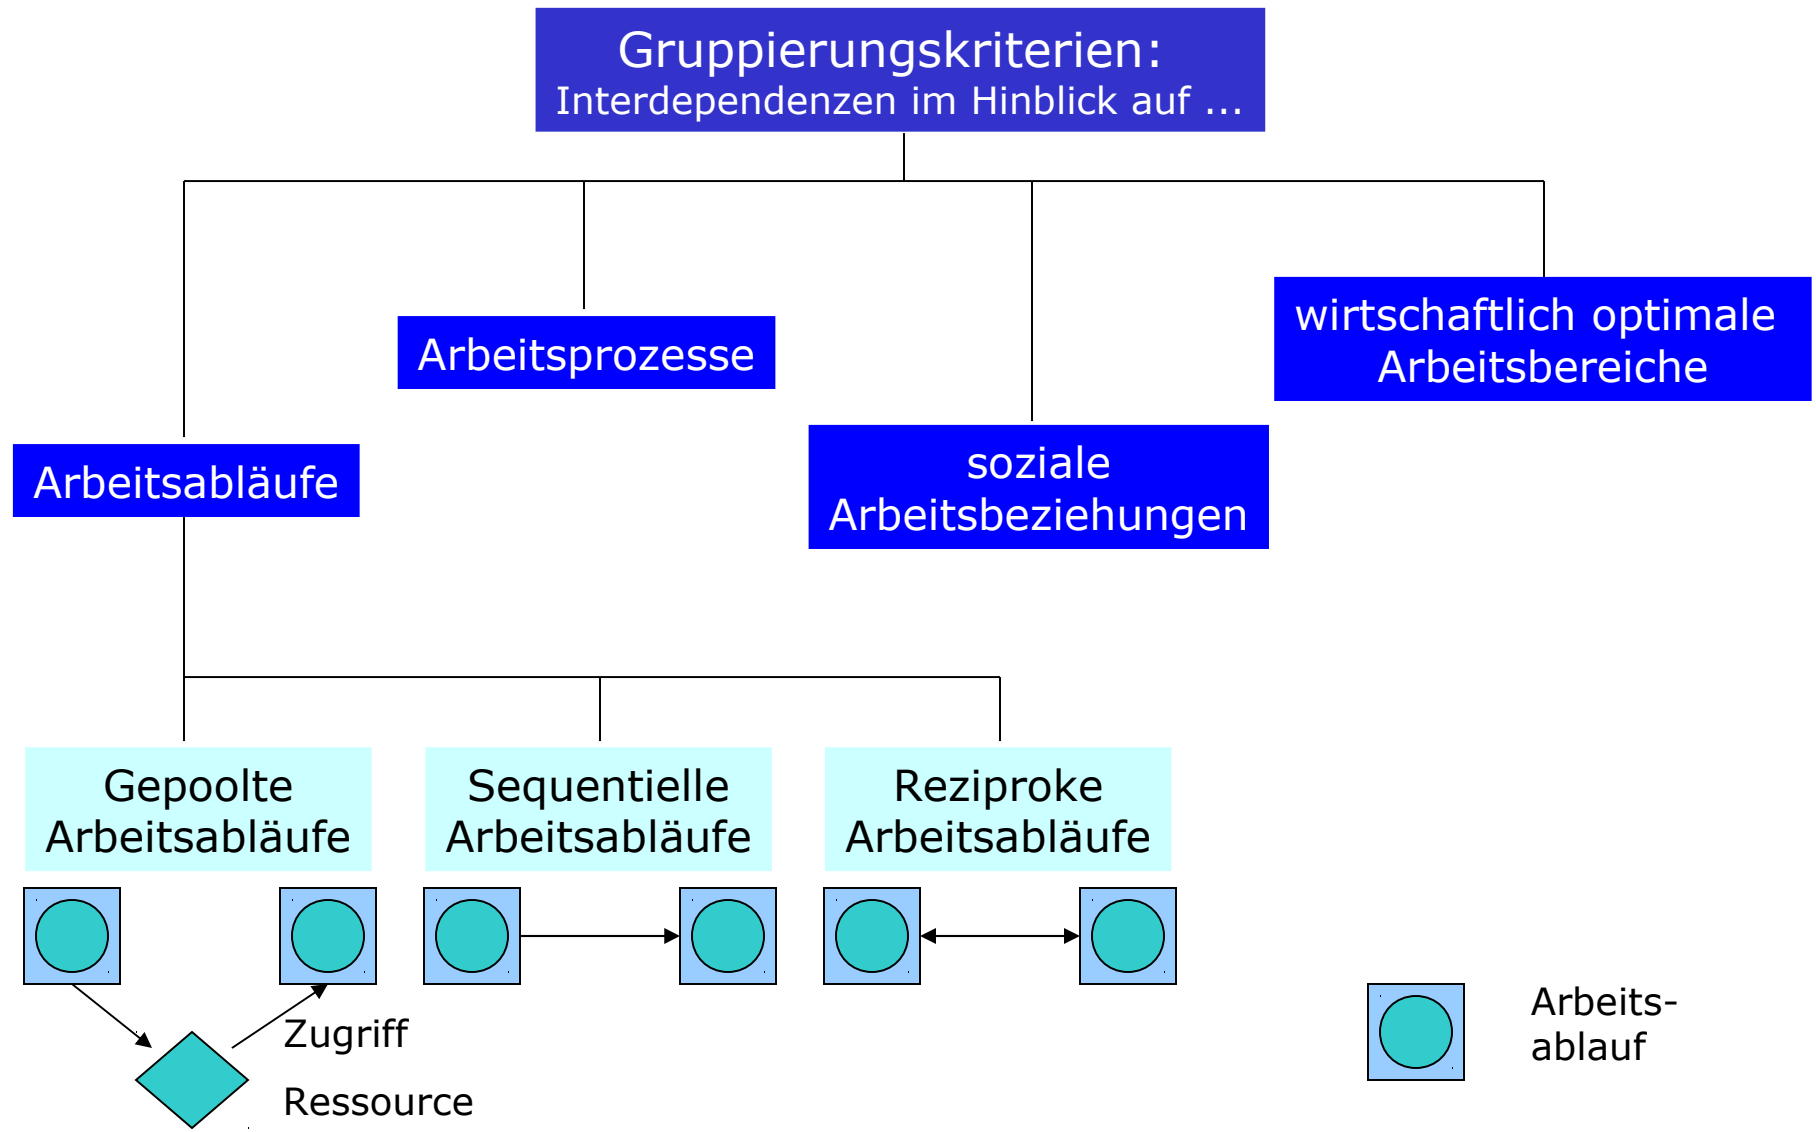 Gruppierungskriterien:
Interdependenzen im Hinblick auf ...
wirtschaftlich optimale
Arbeitsbereiche
Arbeitsprozesse
soziale
Arbeitsbeziehungen
Arbeitsabläufe
Gepoolte
Arbeitsabläufe
Sequentielle
Arbeitsabläufe
Reziproke
Arbeitsabläufe
Zugriff
Ressource
Arbeits-
ablauf